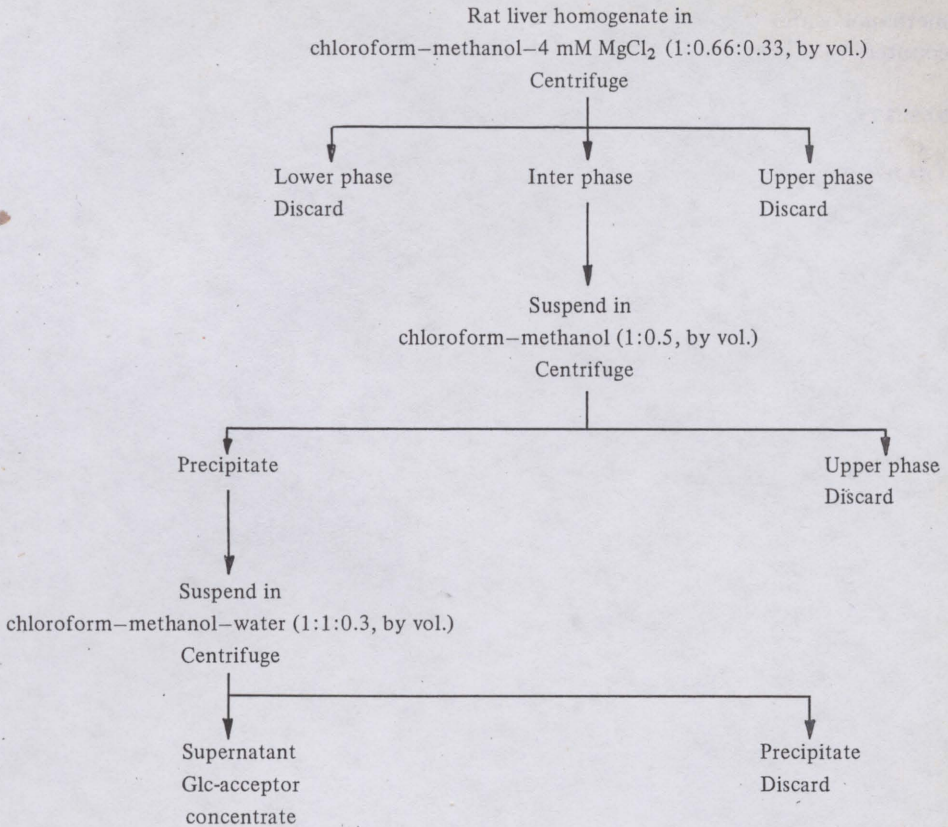 Rat liver homogenate in
chloroform–methanol–4 mM MgCl₂ (1:0.66:0.33, by vol.)
Centrifuge
Lower phase
Discard
Inter phase
Upper phase
Discard
Suspend in
chloroform–methanol (1:0.5, by vol.)
Centrifuge
Precipitate
Upper phase
Discard
Suspend in
chloroform–methanol–water (1:1:0.3, by vol.)
Centrifuge
Supernatant
Glc-acceptor
concentrate
Precipitate
Discard